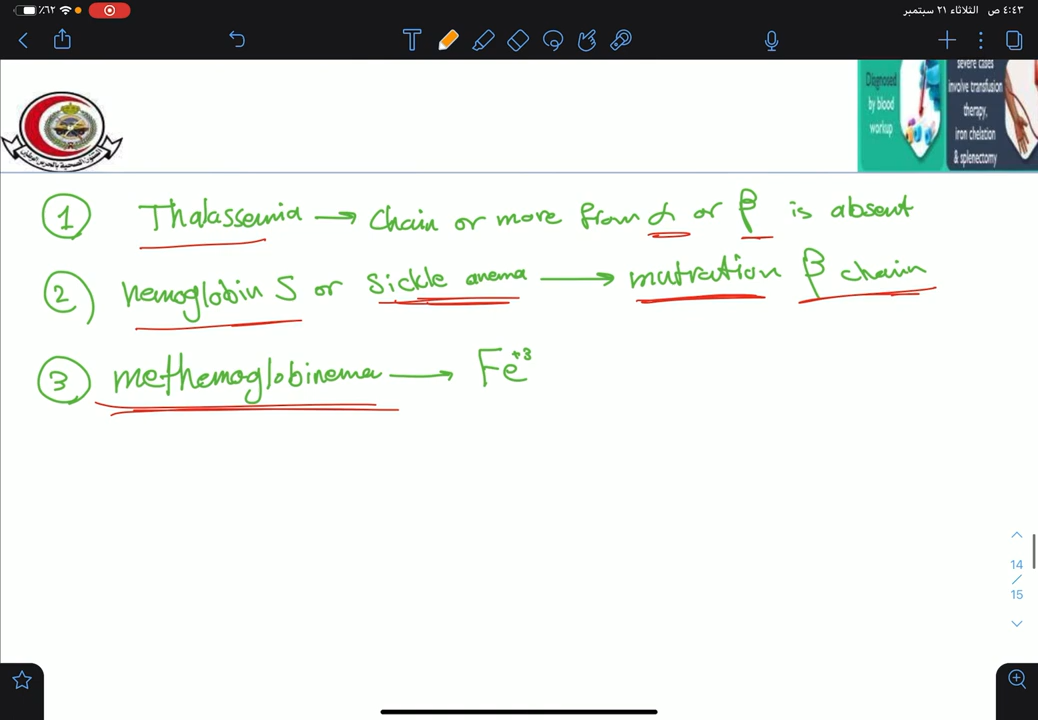 ٪٦٢
الثلاثاء ٢١ سبتمبر ٤:٤٣ ص
T
Diagnosed
by blood
workup
severe cases
involve transfusion
therapy,
iron chelation
& splenectomy
1 Thalassemia → chain or more from α or β is absent
2 hemoglobin S or sickle anema → mutration β chain
3 methemoglobinema → Fe+3
14
/
15